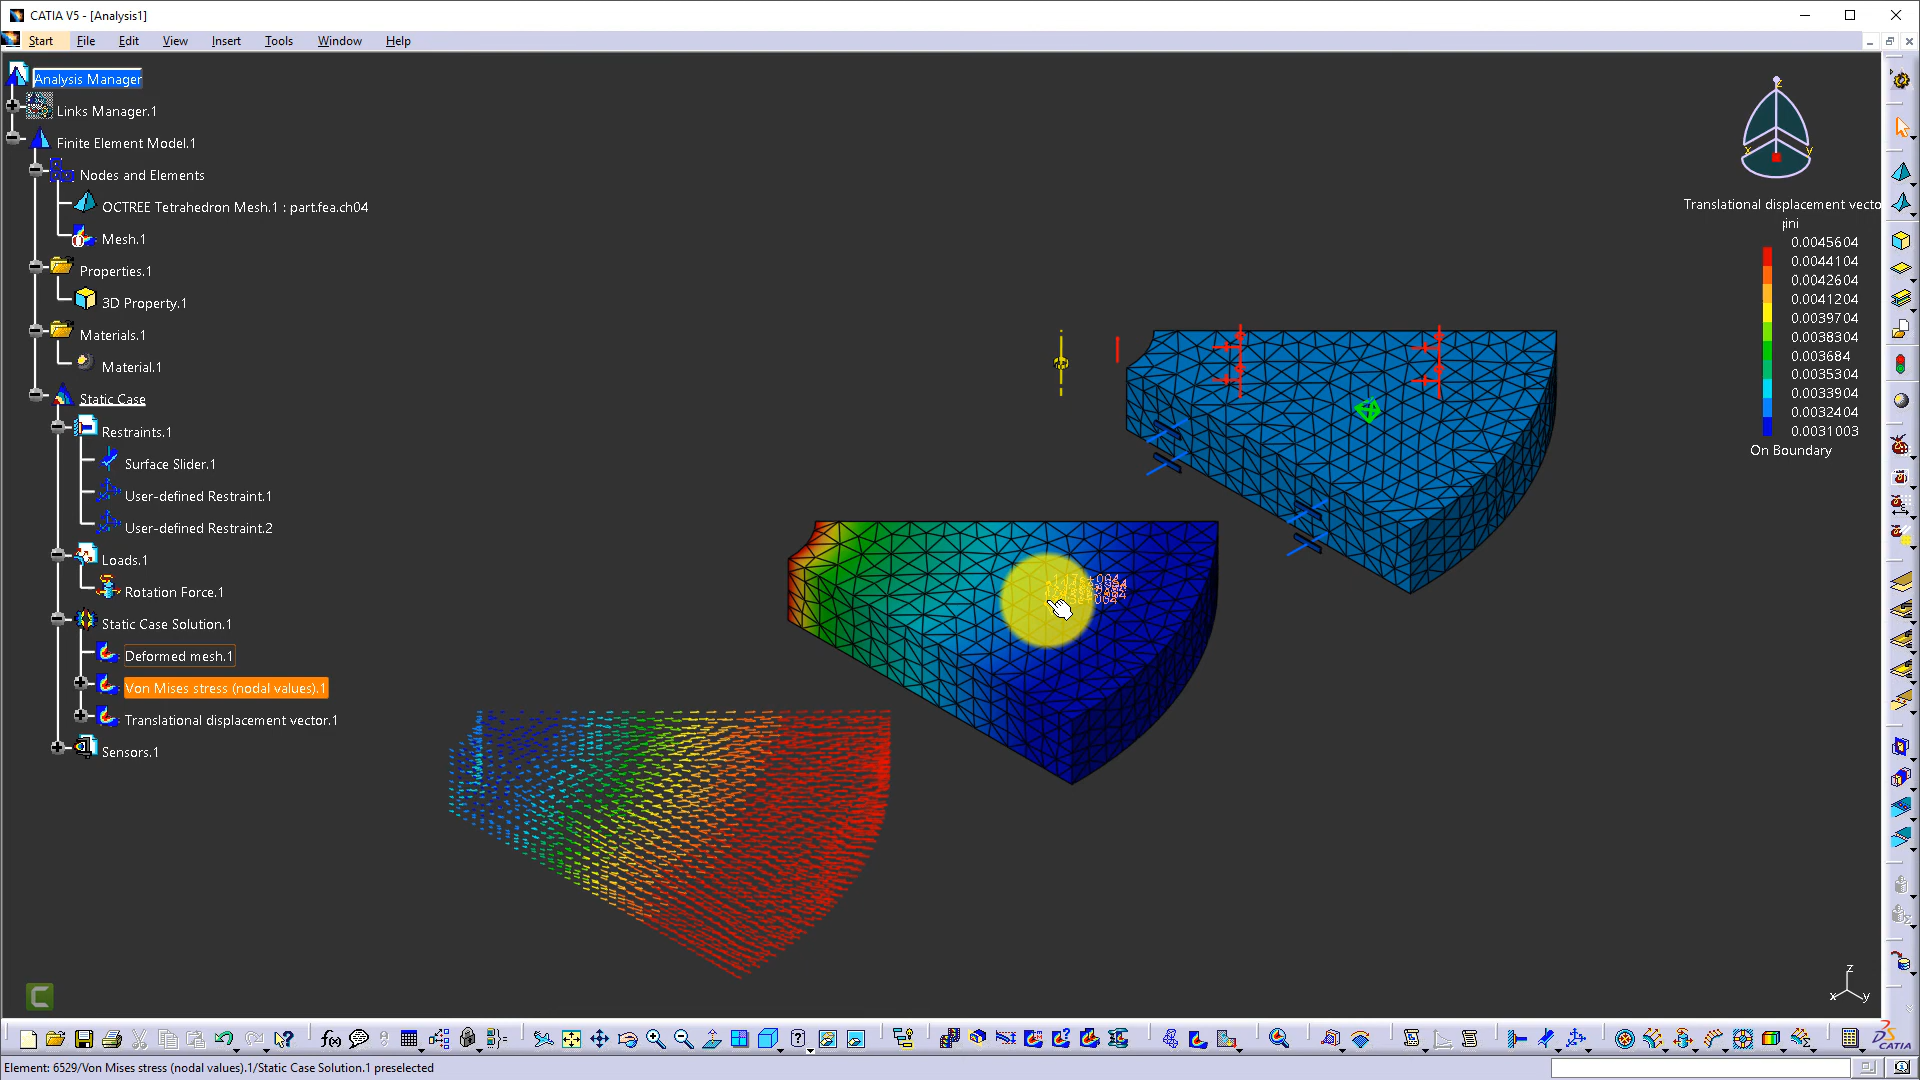 CATIA V5 - [Analysis1]
Start File Edit View Insert Tools Window Help
Analysis Manager
Links Manager.1
Finite Element Model.1
Nodes and Elements
OCTREE Tetrahedron Mesh.1 : part.fea.ch04
Mesh.1
Properties.1
3D Property.1
Materials.1
Material.1
Static Case
Restraints.1
Surface Slider.1
User-defined Restraint.1
User-defined Restraint.2
Loads.1
Rotation Force.1
Static Case Solution.1
Deformed mesh.1
Von Mises stress (nodal values).1
Translational displacement vector.1
Sensors.1
z
x y
Translational displacement vecto
0.0045604
0.0044104
0.0042604
0.0041204
0.0039704
0.0038304
0.003684
0.0035304
0.0033904
0.0032404
0.0031003
On Boundary
z
x y
CATIA
Element: 6529/Von Mises stress (nodal values).1/Static Case Solution.1 preselected